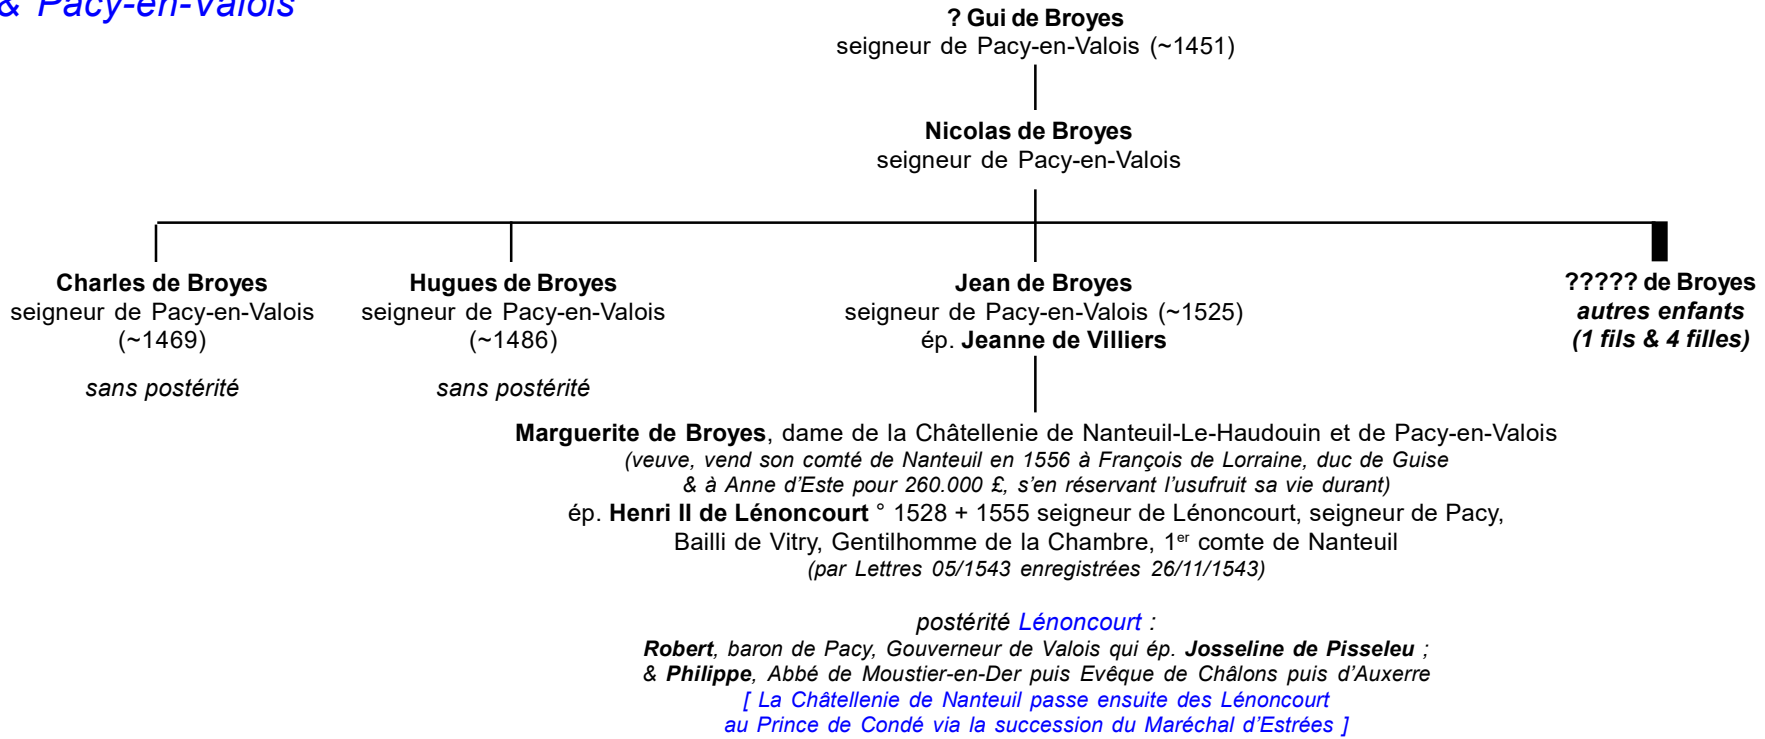 & Pacy-en-Valois
? Gui de Broyes
seigneur de Pacy-en-Valois (~1451)
Nicolas de Broyes
seigneur de Pacy-en-Valois
Charles de Broyes
seigneur de Pacy-en-Valois
(~1469)
sans postérité
Hugues de Broyes
seigneur de Pacy-en-Valois
(~1486)
sans postérité
Jean de Broyes
seigneur de Pacy-en-Valois (~1525)
ép. Jeanne de Villiers
????? de Broyes
autres enfants
(1 fils & 4 filles)
Marguerite de Broyes, dame de la Châtellenie de Nanteuil-Le-Haudouin et de Pacy-en-Valois
(veuve, vend son comté de Nanteuil en 1556 à François de Lorraine, duc de Guise
& à Anne d'Este pour 260.000 £, s'en réservant l'usufruit sa vie durant)
ép. Henri II de Lénoncourt ° 1528 + 1555 seigneur de Lénoncourt, seigneur de Pacy,
Bailli de Vitry, Gentilhomme de la Chambre, 1er comte de Nanteuil
(par Lettres 05/1543 enregistrées 26/11/1543)
postérité Lénoncourt :
Robert, baron de Pacy, Gouverneur de Valois qui ép. Josseline de Pisseleu ;
& Philippe, Abbé de Moustier-en-Der puis Evêque de Châlons puis d'Auxerre
[ La Châtellenie de Nanteuil passe ensuite des Lénoncourt
au Prince de Condé via la succession du Maréchal d'Estrées ]